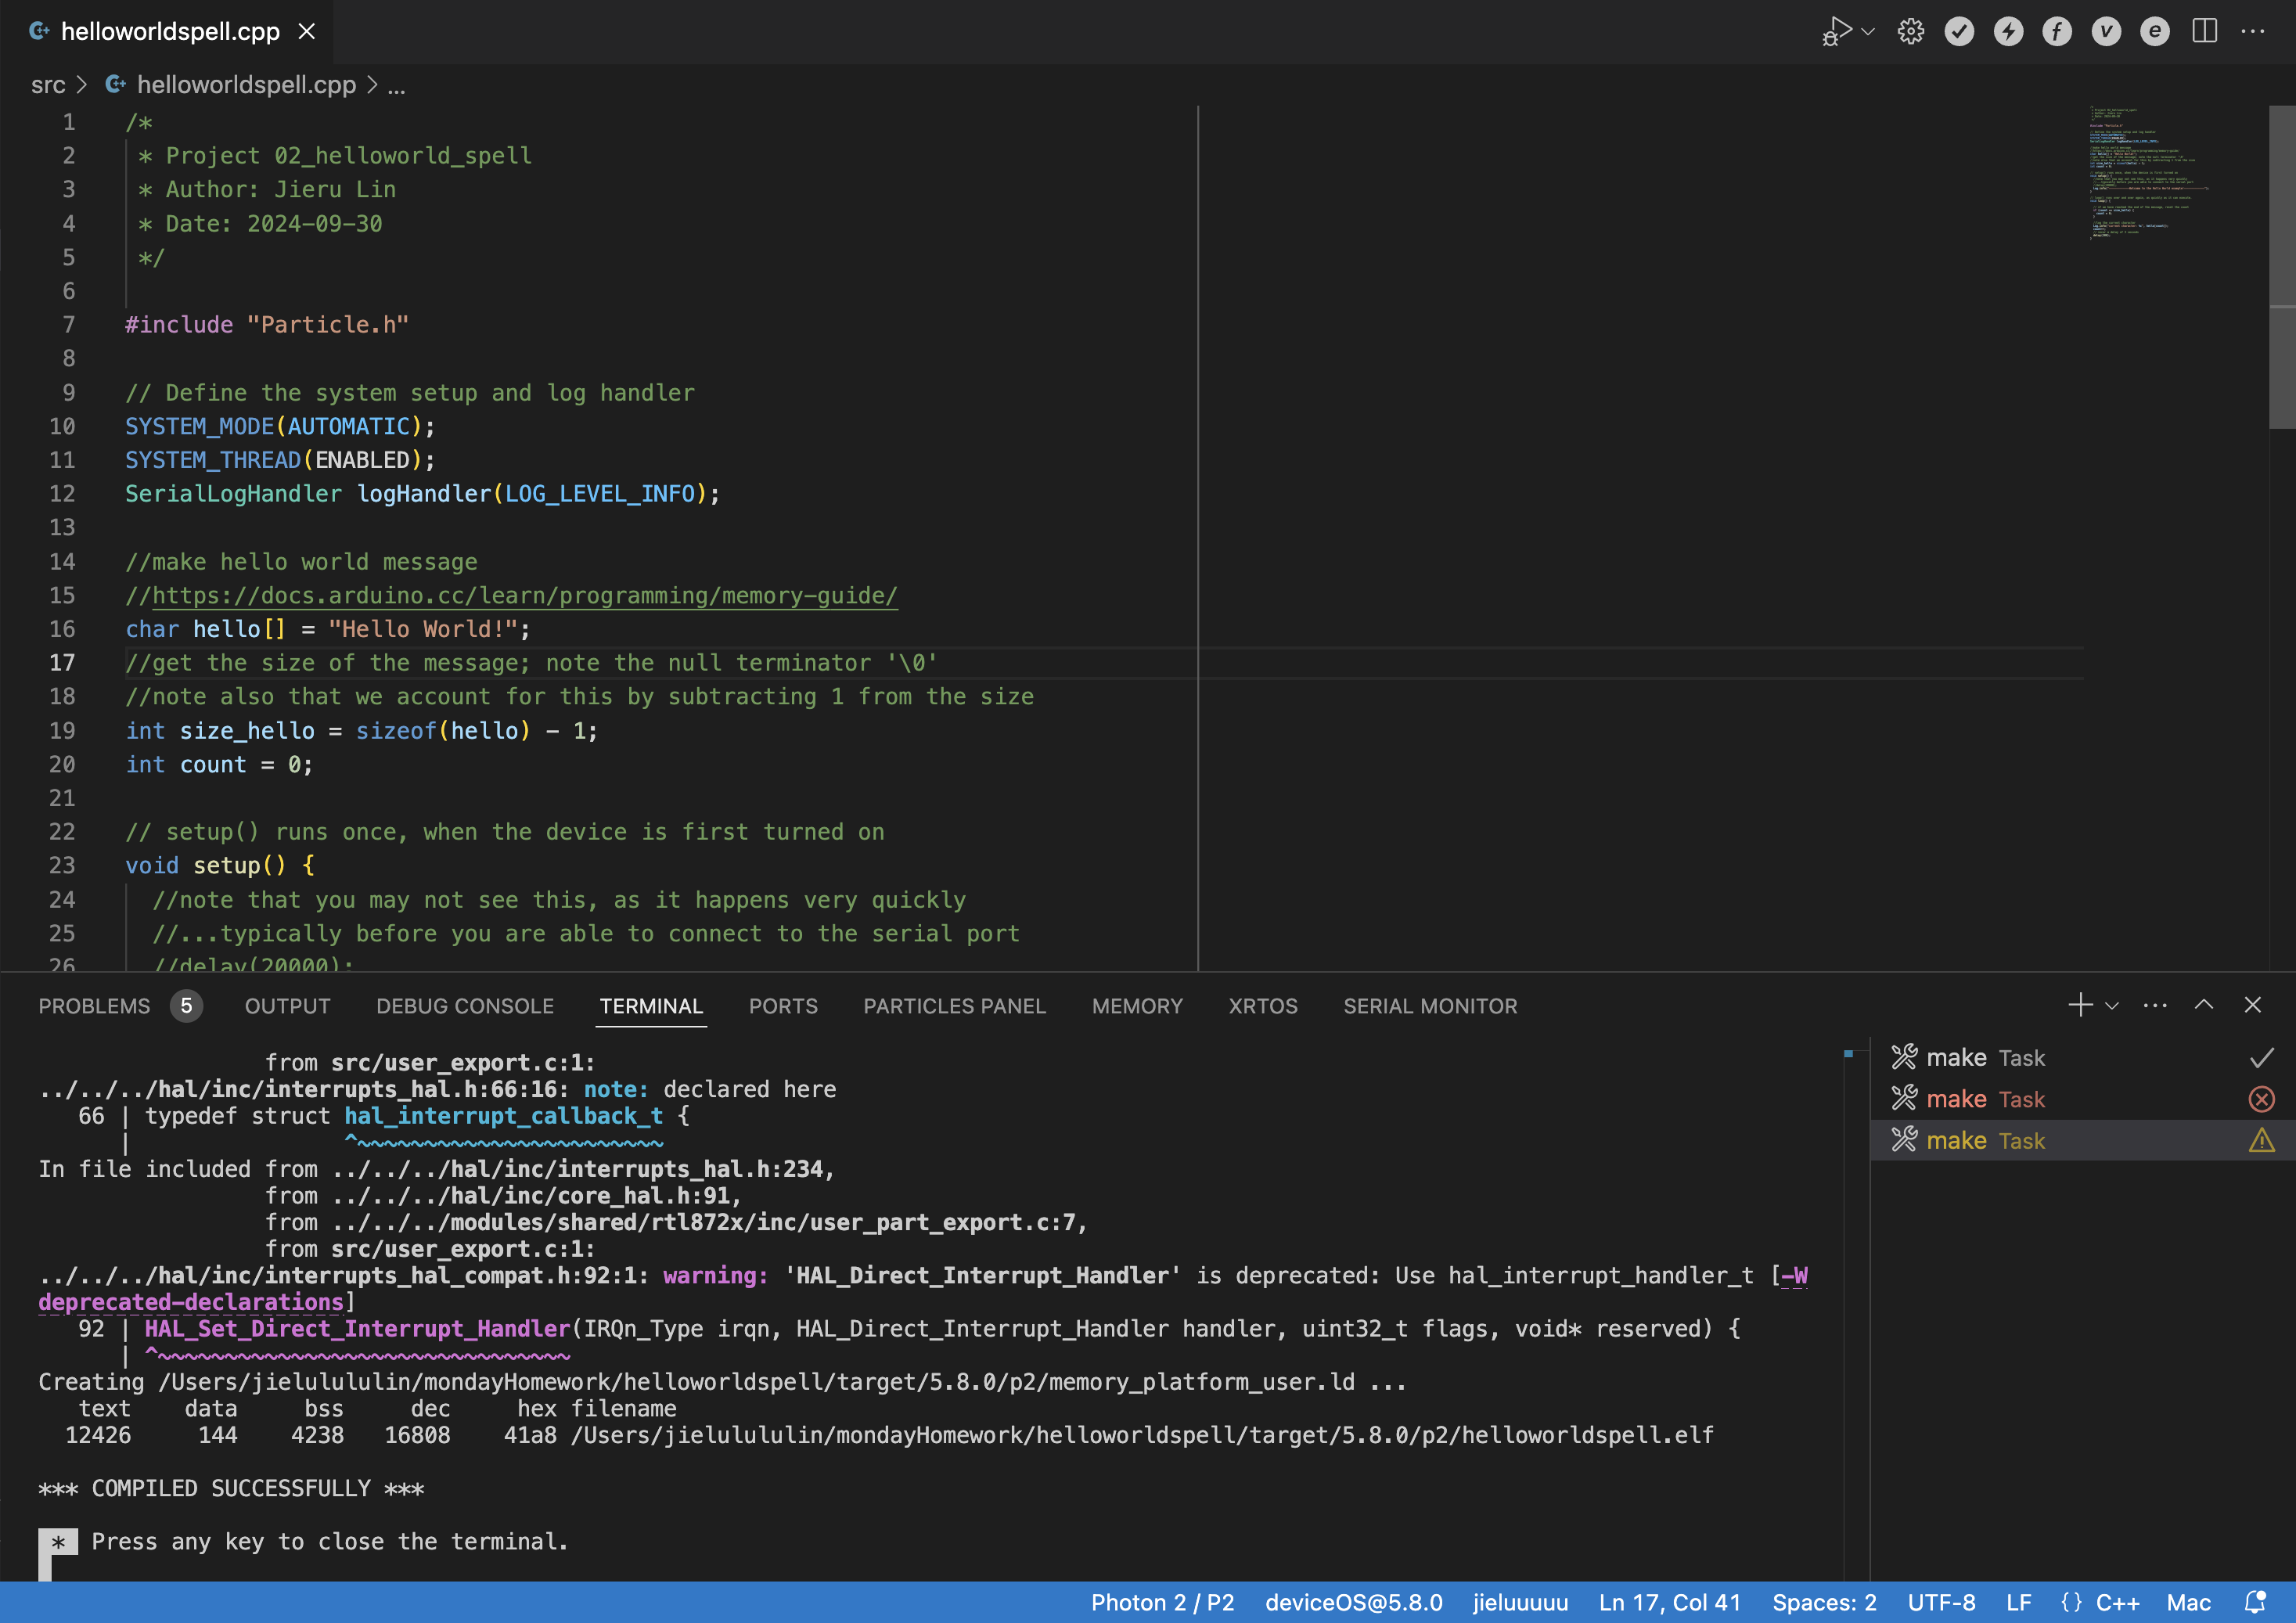 helloworldspell.cpp
src > helloworldspell.cpp > ...
1 /*
2 * Project 02_helloworld_spell
3 * Author: Jieru Lin
4 * Date: 2024-09-30
5 */
6
7 #include "Particle.h"
8
9 // Define the system setup and log handler
10 SYSTEM_MODE(AUTOMATIC);
11 SYSTEM_THREAD(ENABLED);
12 SerialLogHandler logHandler(LOG_LEVEL_INFO);
13
14 //make hello world message
15 //https://docs.arduino.cc/learn/programming/memory-guide/
16 char hello[] = "Hello World!";
17 //get the size of the message; note the null terminator '\0'
18 //note also that we account for this by subtracting 1 from the size
19 int size_hello = sizeof(hello) - 1;
20 int count = 0;
21
22 // setup() runs once, when the device is first turned on
23 void setup() {
24 //note that you may not see this, as it happens very quickly
25 //...typically before you are able to connect to the serial port
26 //delay(20000);
PROBLEMS 5 OUTPUT DEBUG CONSOLE TERMINAL PORTS PARTICLES PANEL MEMORY XRTOS SERIAL MONITOR
from src/user_export.c:1:
../../../hal/inc/interrupts_hal.h:66:16: note: declared here
66 | typedef struct hal_interrupt_callback_t {
| ^~~~~~~~~~~~~~~~~~~~~~~~
In file included from ../../../hal/inc/interrupts_hal.h:234,
from ../../../hal/inc/core_hal.h:91,
from ../../../modules/shared/rtl872x/inc/user_part_export.c:7,
from src/user_export.c:1:
../../../hal/inc/interrupts_hal_compat.h:92:1: warning: 'HAL_Direct_Interrupt_Handler' is deprecated: Use hal_interrupt_handler_t [-W
deprecated-declarations]
92 | HAL_Set_Direct_Interrupt_Handler(IRQn_Type irqn, HAL_Direct_Interrupt_Handler handler, uint32_t flags, void* reserved) {
| ^~~~~~~~~~~~~~~~~~~~~~~~~~~~~~~~
Creating /Users/jielulululin/mondayHomework/helloworldspell/target/5.8.0/p2/memory_platform_user.ld ...
text data bss dec hex filename
12426 144 4238 16808 41a8 /Users/jielulululin/mondayHomework/helloworldspell/target/5.8.0/p2/helloworldspell.elf
*** COMPILED SUCCESSFULLY ***
* Press any key to close the terminal.
make Task
make Task
make Task
Photon 2 / P2 deviceOS@5.8.0 jieluuuuu Ln 17, Col 41 Spaces: 2 UTF-8 LF {} C++ Mac